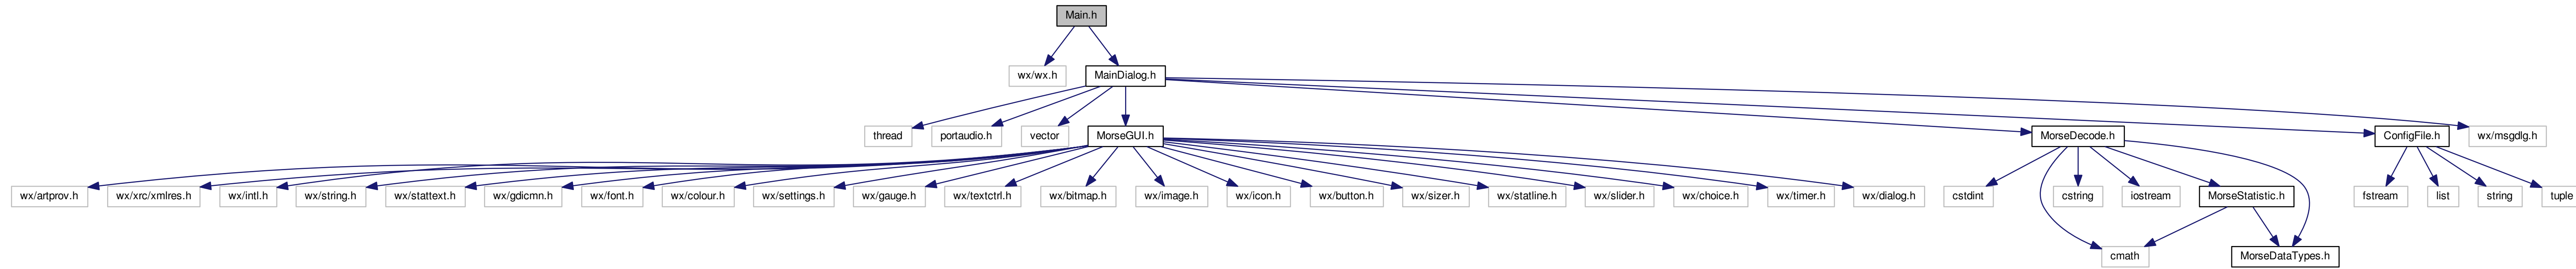 Main.h
wx/wx.h
MainDialog.h
thread
portaudio.h
vector
MorseGUI.h
MorseDecode.h
ConfigFile.h
wx/msgdlg.h
wx/artprov.h
wx/xrc/xmlres.h
wx/intl.h
wx/string.h
wx/stattext.h
wx/gdicmn.h
wx/font.h
wx/colour.h
wx/settings.h
wx/gauge.h
wx/textctrl.h
wx/bitmap.h
wx/image.h
wx/icon.h
wx/button.h
wx/sizer.h
wx/statline.h
wx/slider.h
wx/choice.h
wx/timer.h
wx/dialog.h
cstdint
cstring
iostream
MorseStatistic.h
fstream
list
string
tuple
cmath
MorseDataTypes.h